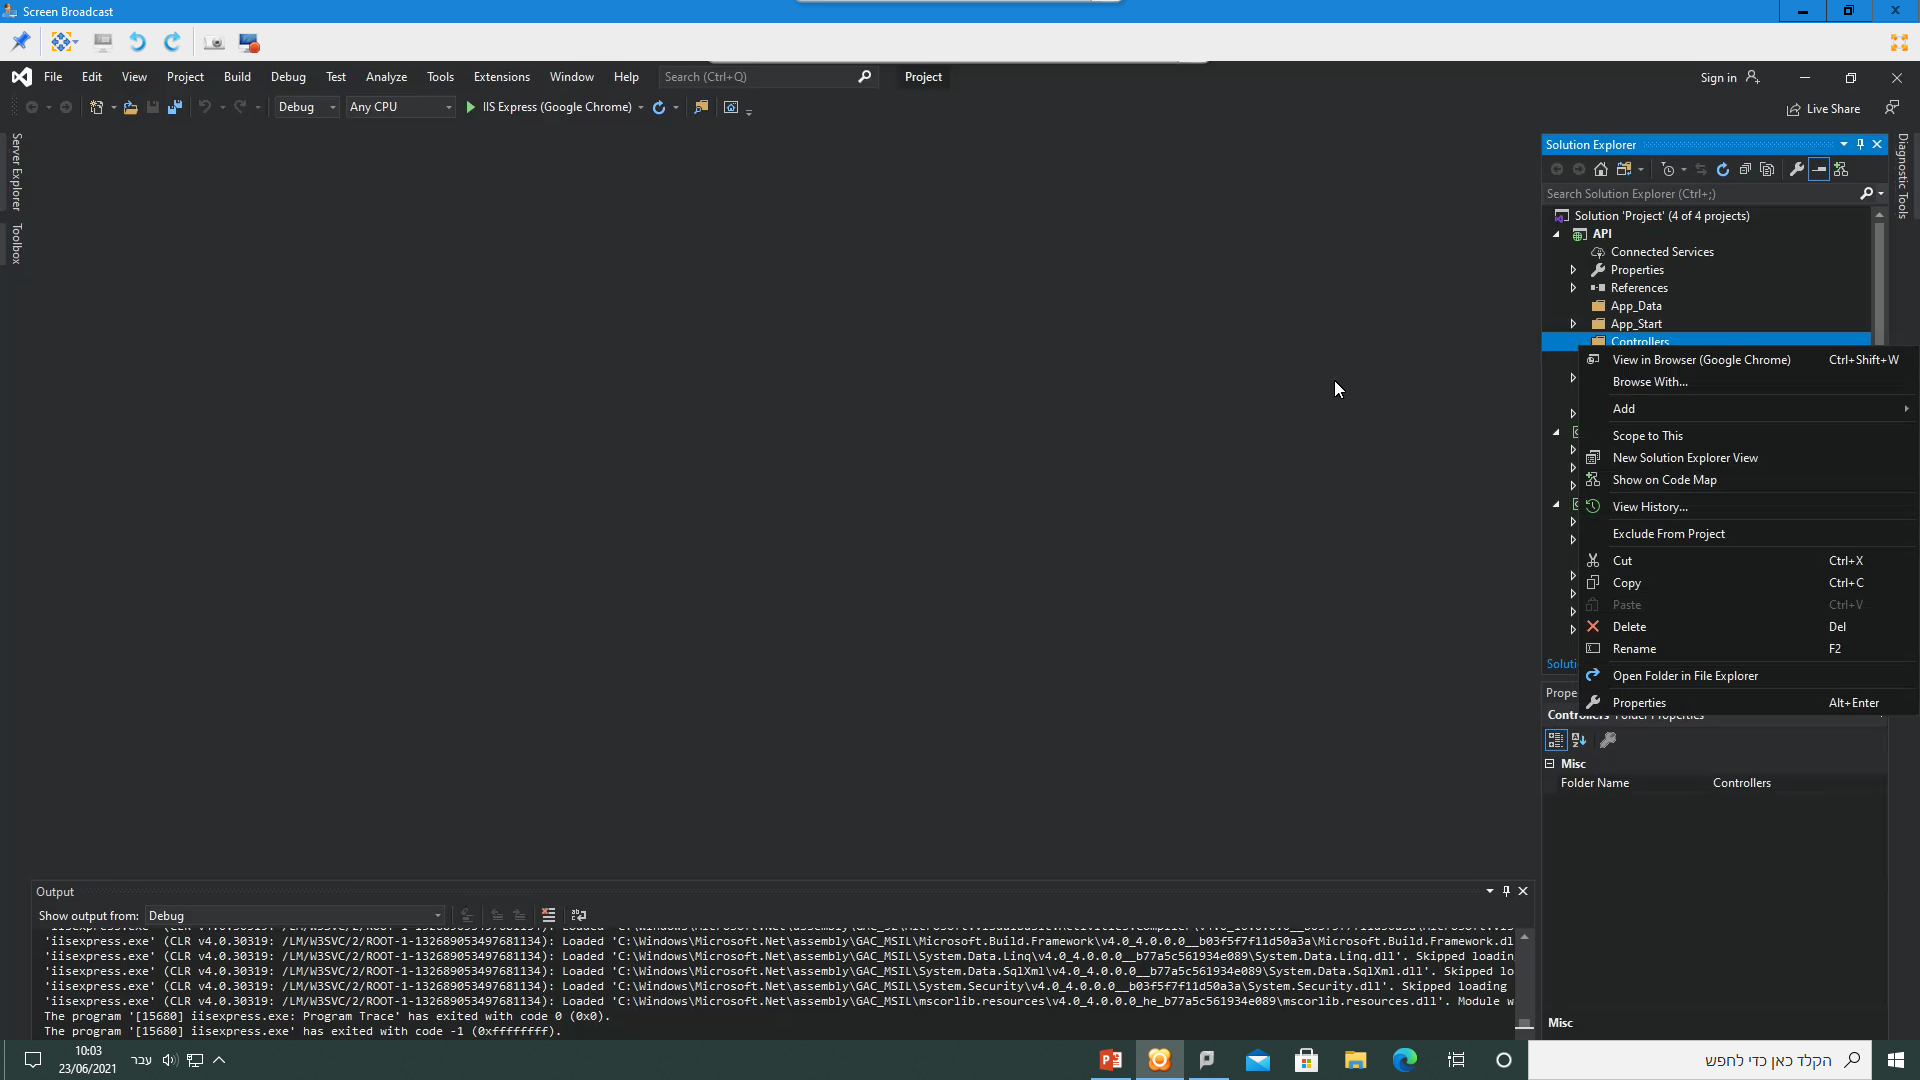 Screen Broadcast
File Edit View Project Build Debug Test Analyze Tools Extensions Window Help Search (Ctrl+Q) Project Sign in
Debug Any CPU IIS Express (Google Chrome) Live Share
Server Explorer
Toolbox
Diagnostic Tools
Solution Explorer
Search Solution Explorer (Ctrl+;)
Solution 'Project' (4 of 4 projects)
API
Connected Services
Properties
References
App_Data
App_Start
Controllers
View in Browser (Google Chrome) Ctrl+Shift+W
Browse With...
Add
Scope to This
New Solution Explorer View
Show on Code Map
View History...
Exclude From Project
Cut Ctrl+X
Copy Ctrl+C
Paste Ctrl+V
Delete Del
Rename F2
Open Folder in File Explorer
Properties Alt+Enter
Controllers Folder Properties
Misc
Folder Name Controllers
Misc
Output
Show output from: Debug
'iisexpress.exe' (CLR v4.0.30319: /LM/W3SVC/2/ROOT-1-132689053497681134): Loaded 'C:\Windows\Microsoft.Net\assembly\GAC_MSIL\Microsoft.Build.Framework\v4.0_4.0.0.0__b03f5f7f11d50a3a\Microsoft.Build.Framework.dl
'iisexpress.exe' (CLR v4.0.30319: /LM/W3SVC/2/ROOT-1-132689053497681134): Loaded 'C:\Windows\Microsoft.Net\assembly\GAC_MSIL\System.Data.Linq\v4.0_4.0.0.0__b77a5c561934e089\System.Data.Linq.dll'. Skipped loadin
'iisexpress.exe' (CLR v4.0.30319: /LM/W3SVC/2/ROOT-1-132689053497681134): Loaded 'C:\Windows\Microsoft.Net\assembly\GAC_MSIL\System.Data.SqlXml\v4.0_4.0.0.0__b77a5c561934e089\System.Data.SqlXml.dll'. Skipped lo
'iisexpress.exe' (CLR v4.0.30319: /LM/W3SVC/2/ROOT-1-132689053497681134): Loaded 'C:\Windows\Microsoft.Net\assembly\GAC_MSIL\System.Security\v4.0_4.0.0.0__b03f5f7f11d50a3a\System.Security.dll'. Skipped loading
'iisexpress.exe' (CLR v4.0.30319: /LM/W3SVC/2/ROOT-1-132689053497681134): Loaded 'C:\Windows\Microsoft.Net\assembly\GAC_MSIL\mscorlib.resources\v4.0_4.0.0.0_he_b77a5c561934e089\mscorlib.resources.dll'. Module w
The program '[15680] iisexpress.exe: Program Trace' has exited with code 0 (0x0).
The program '[15680] iisexpress.exe' has exited with code -1 (0xffffffff).
10:03
23/06/2021
עבר
הקלד כאן כדי לחפש